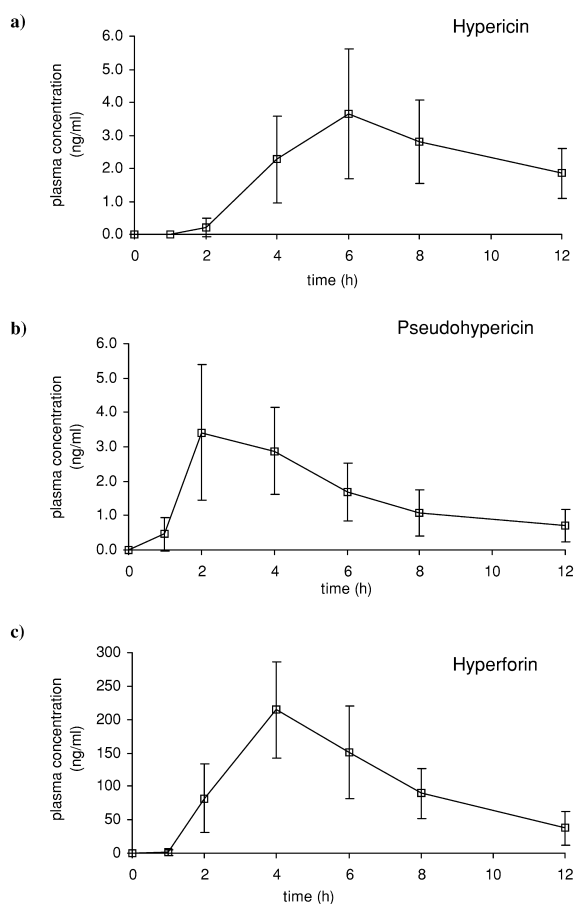 a)
Hypericin
plasma concentration
(ng/ml)
6.0
5.0
4.0
3.0
2.0
1.0
0.0
0 2 4 6 8 10 12
time (h)
b)
Pseudohypericin
plasma concentration
(ng/ml)
6.0
5.0
4.0
3.0
2.0
1.0
0.0
0 2 4 6 8 10 12
time (h)
c)
Hyperforin
plasma concentration
(ng/ml)
300
250
200
150
100
50
0
0 2 4 6 8 10 12
time (h)